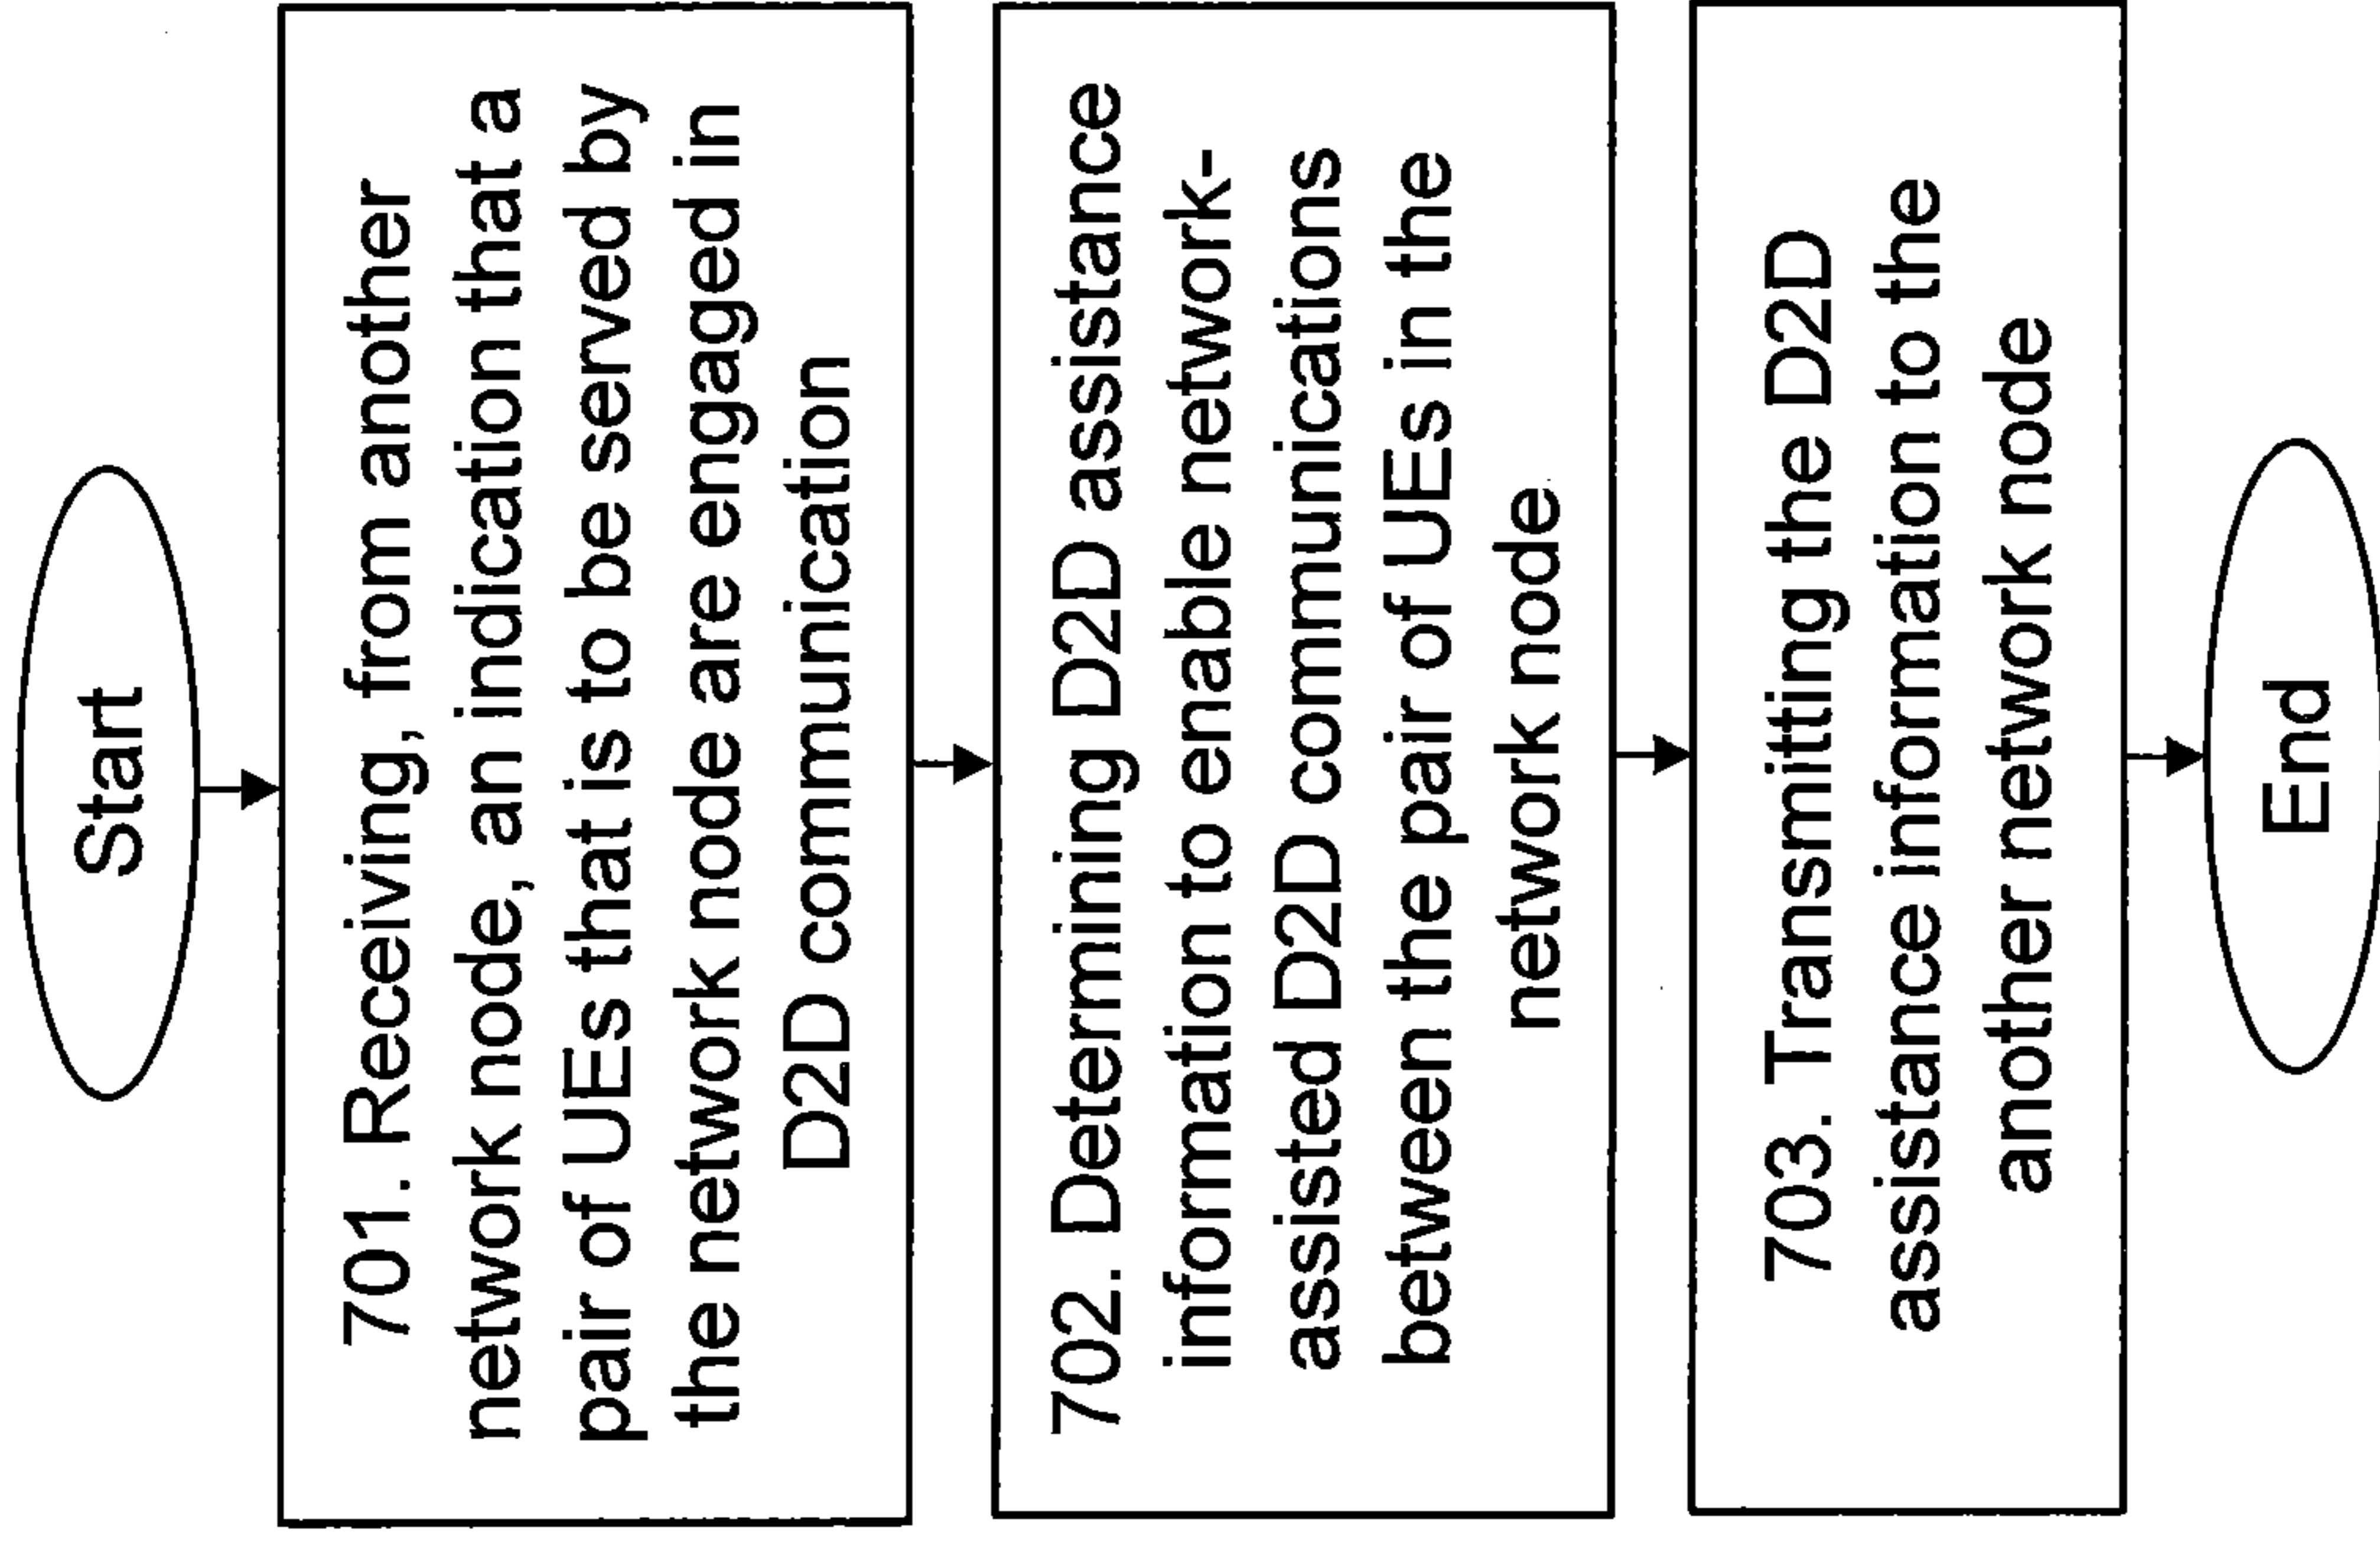 Start
701. Receiving, from another
network node, an indication that a
pair of UEs that is to be served by
the network node are engaged in
D2D communication
702. Determining D2D assistance
information to enable network-
assisted D2D communications
between the pair of UEs in the
network node
703. Transmitting the D2D
assistance information to the
another network node
End